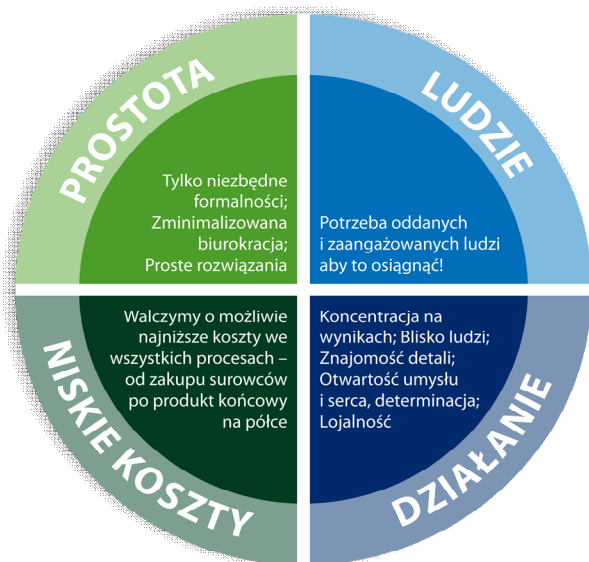 PROSTOTA
Tylko niezbędne
formalności;
Zminimalizowana
biurokracja;
Proste rozwiązania
LUDZIE
Potrzeba oddanych
i zaangażowanych ludzi
aby to osiągnąć!
NISKIE KOSZTY
Walczymy o możliwie
najniższe koszty we
wszystkich procesach –
od zakupu surowców
po produkt końcowy
na półce
DZIAŁANIE
Koncentracja na
wynikach; Blisko ludzi;
Znajomość detali;
Otwartość umysłu
i serca, determinacja;
Lojalność